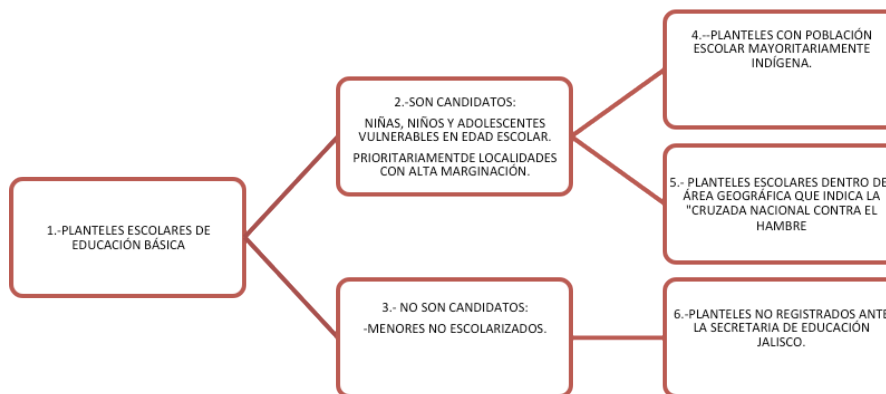 1.-PLANTELES ESCOLARES DE
EDUCACIÓN BÁSICA
2.-SON CANDIDATOS:
NIÑAS, NIÑOS Y ADOLESCENTES
VULNERABLES EN EDAD ESCOLAR.
PRIORITARIAMENTDE LOCALIDADES
CON ALTA MARGINACIÓN.
3.- NO SON CANDIDATOS:
-MENORES NO ESCOLARIZADOS.
4.--PLANTELES CON POBLACIÓN
ESCOLAR MAYORITARIAMENTE
INDÍGENA.
5.- PLANTELES ESCOLARES DENTRO DE
ÁREA GEOGRÁFICA QUE INDICA LA
"CRUZADA NACIONAL CONTRA EL
HAMBRE
6.-PLANTELES NO REGISTRADOS ANTE
LA SECRETARIA DE EDUCACIÓN
JALISCO.